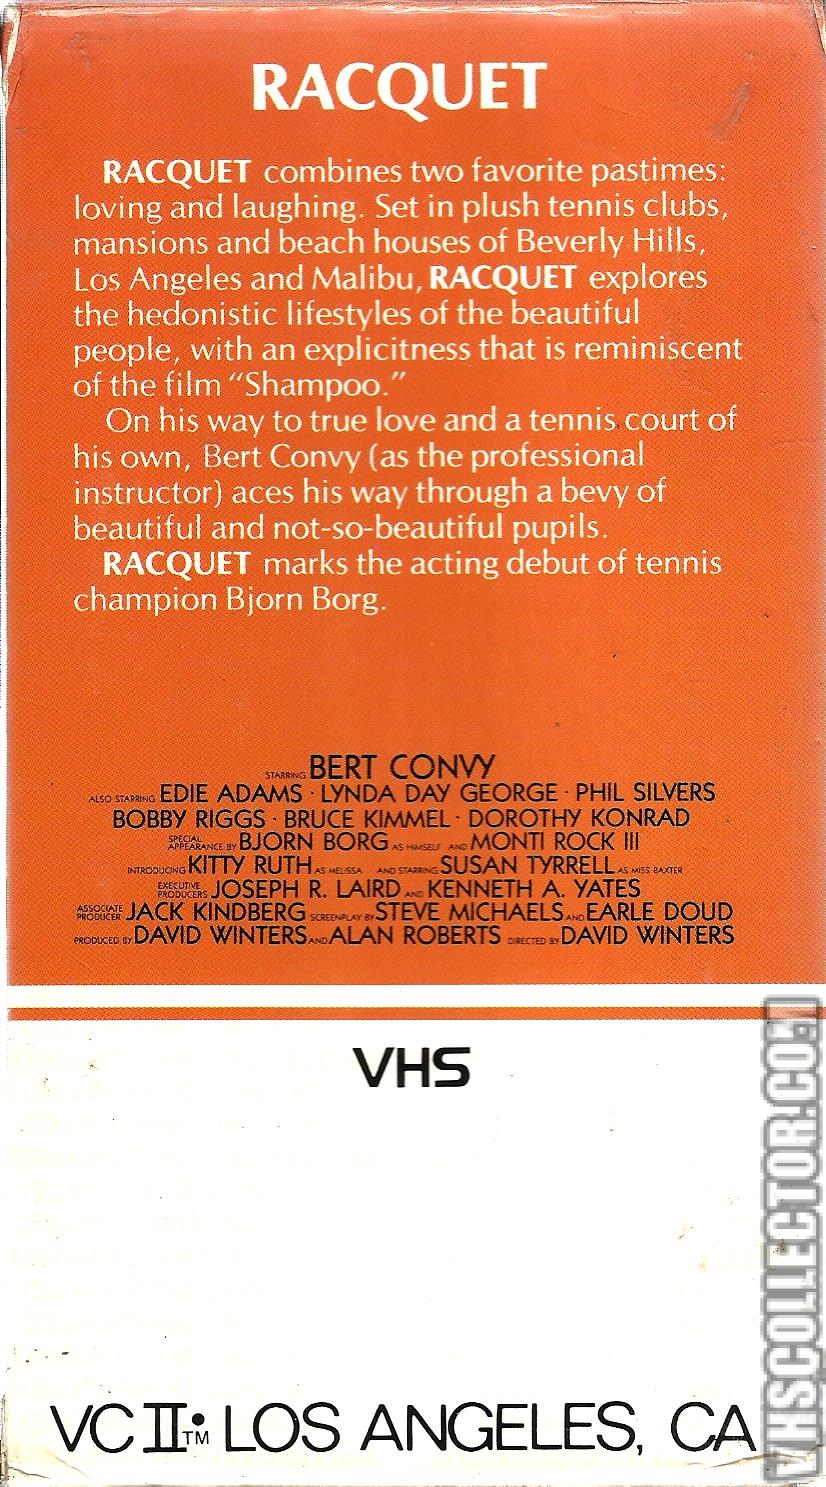 RACQUET
RACQUET combines two favorite pastimes:
loving and laughing. Set in plush tennis clubs,
mansions and beach houses of Beverly Hills,
Los Angeles and Malibu, RACQUET explores
the hedonistic lifestyles of the beautiful
people, with an explicitness that is reminiscent
of the film “Shampoo.”
On his way to true love and a tennis court of
his own, Bert Convy (as the professional
instructor) aces his way through a bevy of
beautiful and not-so-beautiful pupils.
RACQUET marks the acting debut of tennis
champion Bjorn Borg.
STARRING BERT CONVY
ALSO STARRING EDIE ADAMS · LYNDA DAY GEORGE · PHIL SILVERS
BOBBY RIGGS · BRUCE KIMMEL · DOROTHY KONRAD
SPECIAL APPEARANCE BY BJORN BORG AS HIMSELF AND MONTI ROCK III
INTRODUCING KITTY RUTH AS MELISSA AND STARRING SUSAN TYRRELL AS MISS BAXTER
EXECUTIVE PRODUCERS JOSEPH R. LAIRD AND KENNETH A. YATES
ASSOCIATE PRODUCER JACK KINDBERG SCREENPLAY BY STEVE MICHAELS AND EARLE DOUD
PRODUCED BY DAVID WINTERS AND ALAN ROBERTS DIRECTED BY DAVID WINTERS
VHS
VC II™· LOS ANGELES, CA
VHSCOLLECTOR.COM